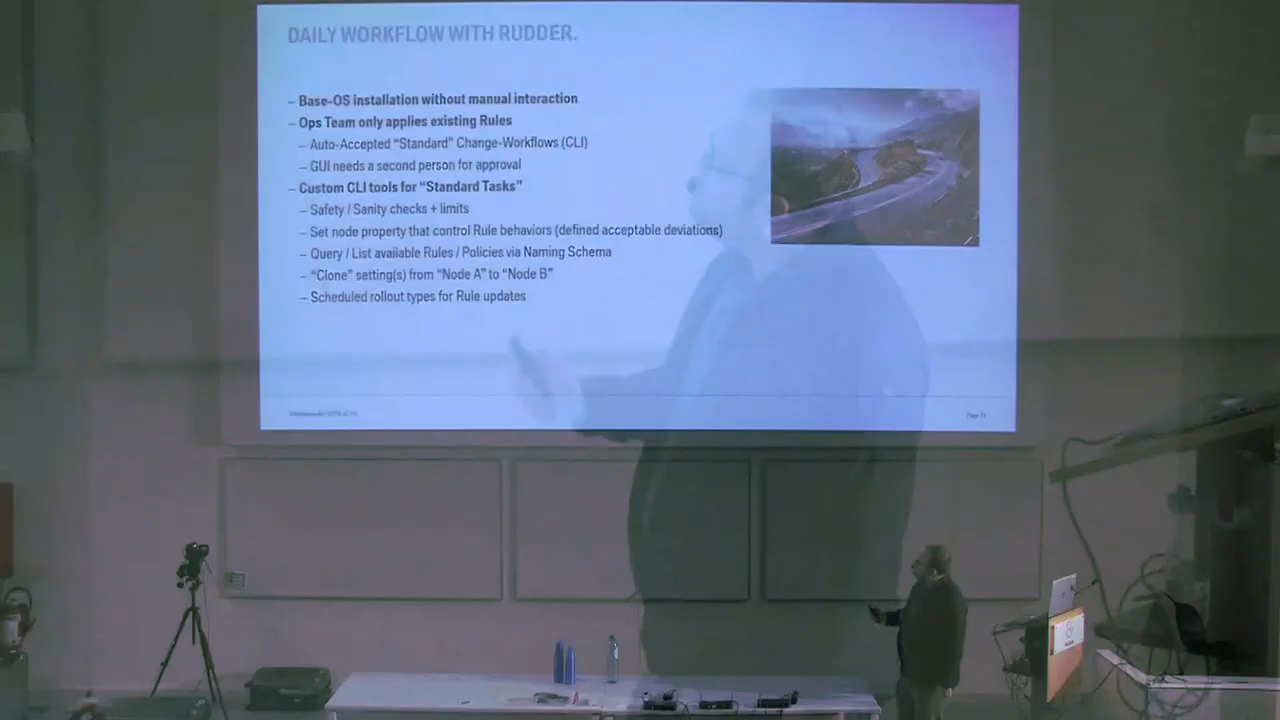 DAILY WORKFLOW WITH RUDDER.
– Base-OS installation without manual interaction
– Ops Team only applies existing Rules
– Auto-Accepted “Standard” Change-Workflows (CLI)
– GUI needs a second person for approval
– Custom CLI tools for “Standard Tasks”
– Safety / Sanity checks + limits
– Set node property that control Rule behaviors (defined acceptable deviations)
– Query / List available Rules / Policies via Naming Schema
– “Clone” setting(s) from “Node A” to “Node B”
– Scheduled rollout types for Rule updates
Page